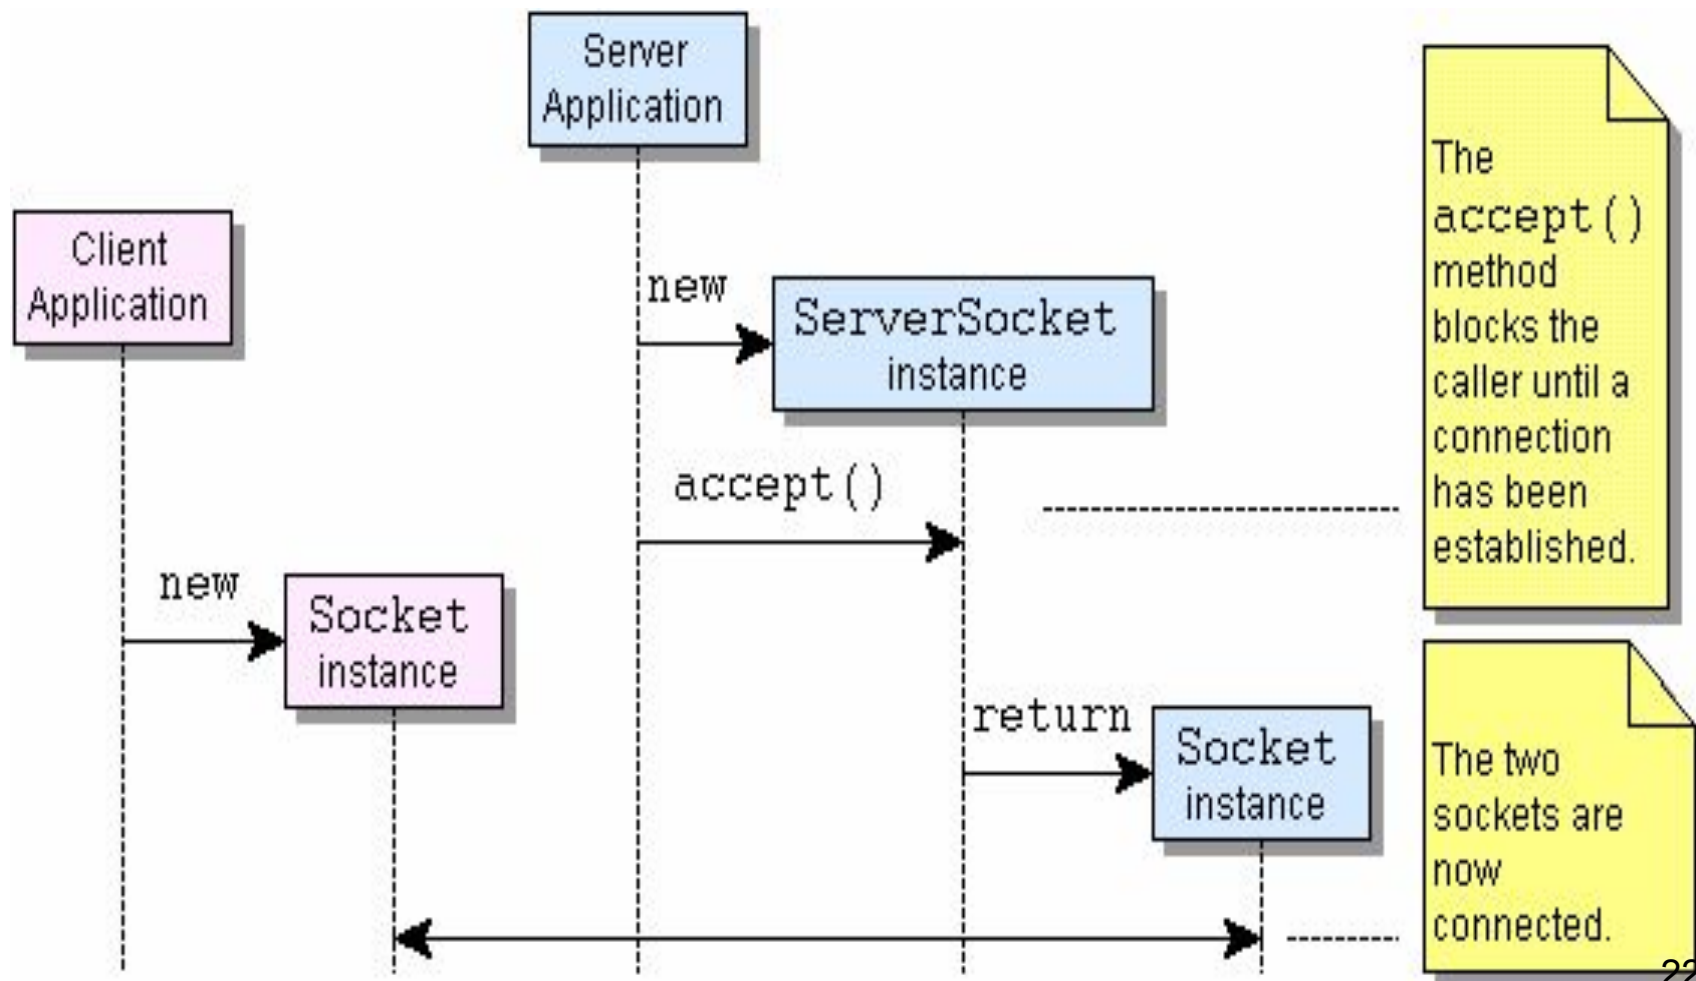 Server
Application
Client
Application
new
ServerSocket
instance
accept()
new
Socket
instance
return
Socket
instance
The
accept()
method
blocks the
caller until a
connection
has been
established.
The two
sockets are
now
connected.
22